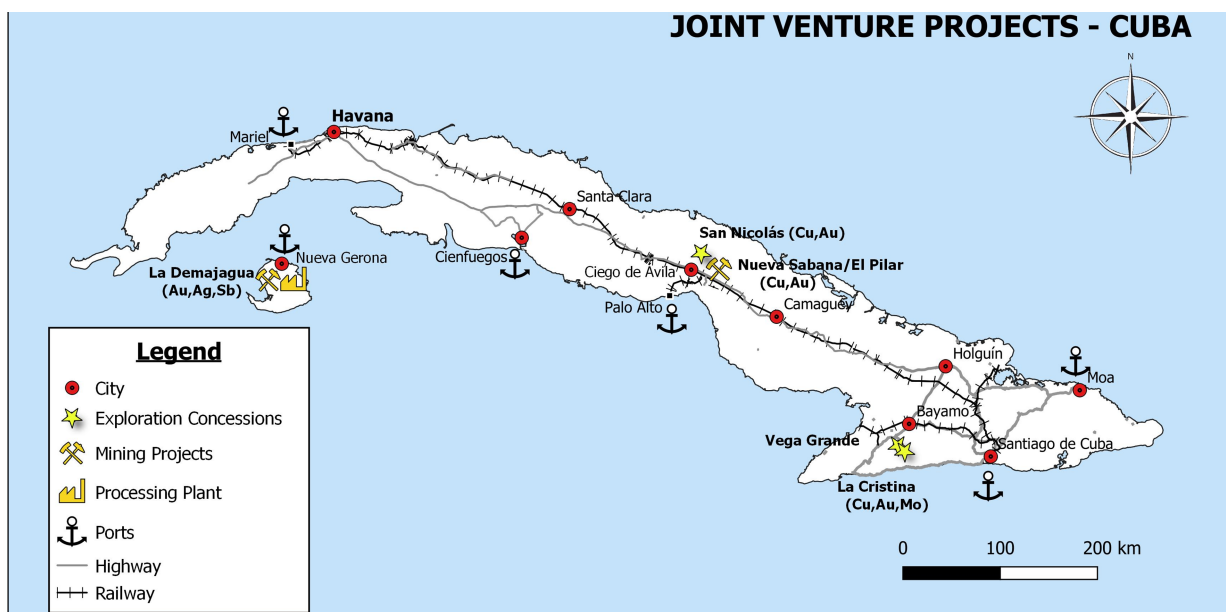 JOINT VENTURE PROJECTS - CUBA
Havana
Mariel
Santa Clara
San Nicolás (Cu,Au)
Cienfuegos
Nueva Gerona
La Demajagua
(Au,Ag,Sb)
Ciego de Ávila
Nueva Sabana/El Pilar
(Cu,Au)
Palo Alto
Camagüey
Holguín
Moa
Bayamo
Vega Grande
Santiago de Cuba
La Cristina
(Cu,Au,Mo)
Legend
City
Exploration Concessions
Mining Projects
Processing Plant
Ports
Highway
Railway
0 100 200 km